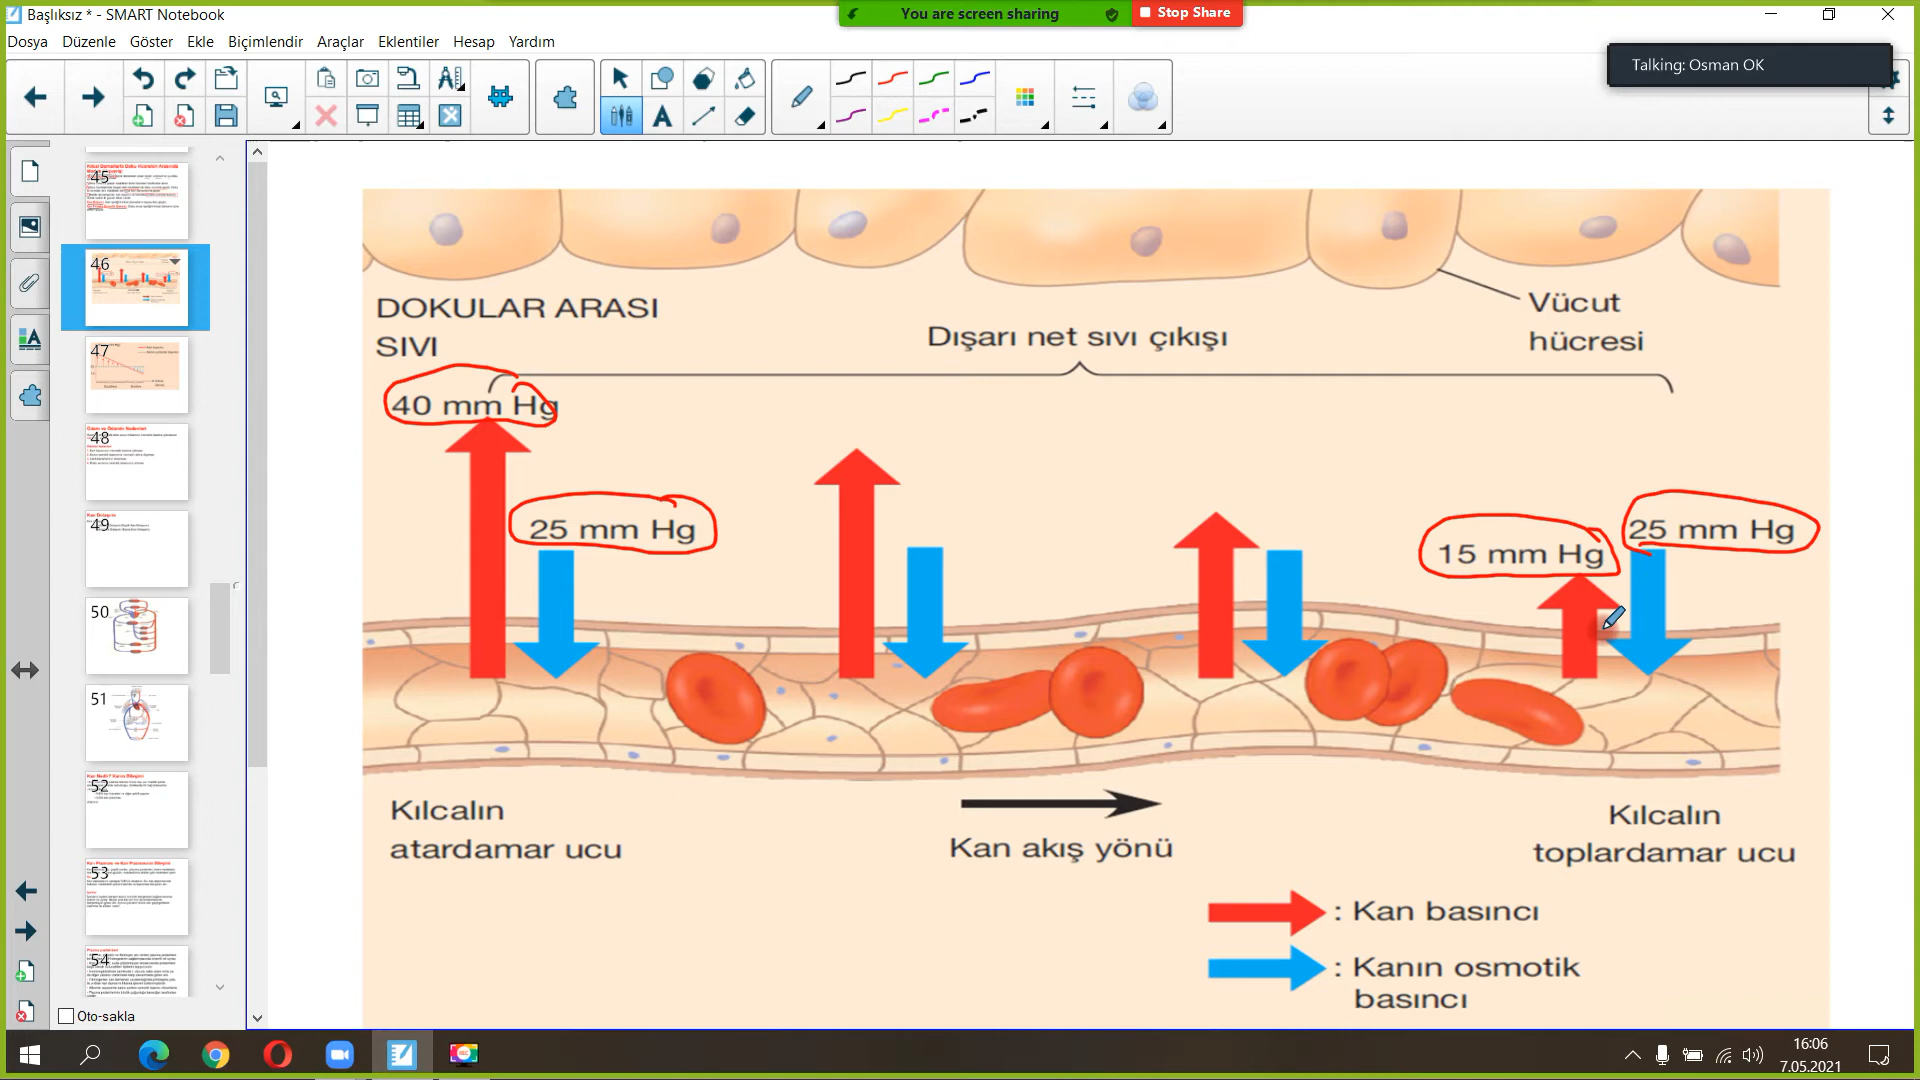 Başlıksız * - SMART Notebook
You are screen sharing
Stop Share
Dosya Düzenle Göster Ekle Biçimlendir Araçlar Eklentiler Hesap Yardım
Talking: Osman OK
45
46
47
48
49
50
51
52
53
54
Oto-sakla
DOKULAR ARASI
SIVI
Dışarı net sıvı çıkışı
Vücut
hücresi
40 mm Hg
25 mm Hg
15 mm Hg
25 mm Hg
Kılcalın
atardamar ucu
Kan akış yönü
Kılcalın
toplardamar ucu
: Kan basıncı
: Kanın osmotik
basıncı
16:06
7.05.2021